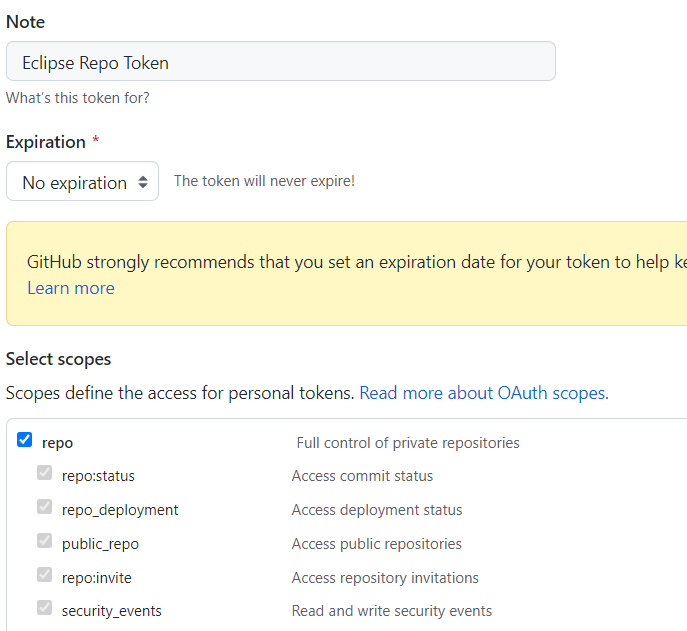 Note
Eclipse Repo Token
What's this token for?
Expiration *
No expiration The token will never expire!
GitHub strongly recommends that you set an expiration date for your token to help
Learn more
Select scopes
Scopes define the access for personal tokens. Read more about OAuth scopes.
repo Full control of private repositories
repo:status Access commit status
repo_deployment Access deployment status
public_repo Access public repositories
repo:invite Access repository invitations
security_events Read and write security events